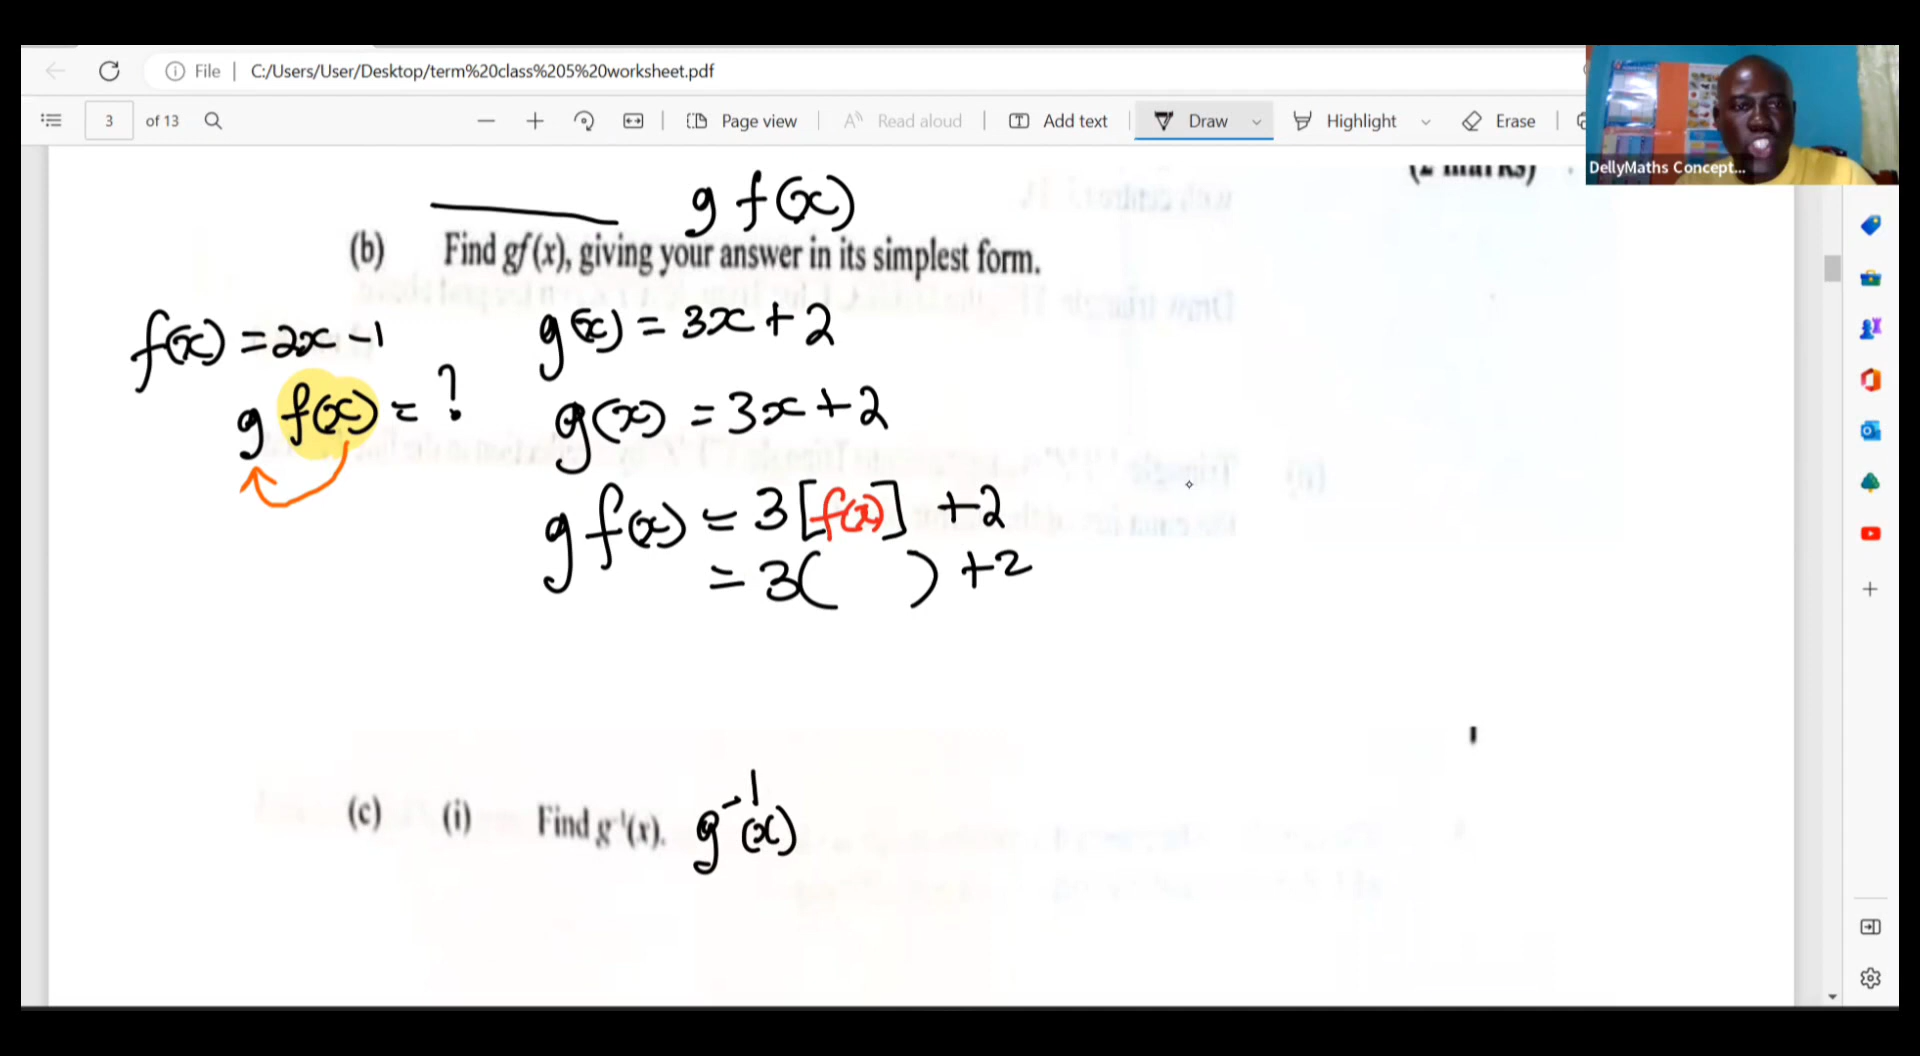 File | C:/Users/User/Desktop/term%20class%205%20worksheet.pdf
3 of 13 Page view Read aloud Add text Draw Highlight Erase
DellyMaths Concept...
g f(x)
(b) Find gf(x), giving your answer in its simplest form.
f(x) = 2x - 1
g f(x) = ?
g(x) = 3x + 2
g(x) = 3x + 2
g f(x) = 3 [f(x)] + 2
= 3( ) + 2
(c) (i) Find g⁻¹(x). g⁻¹(x)